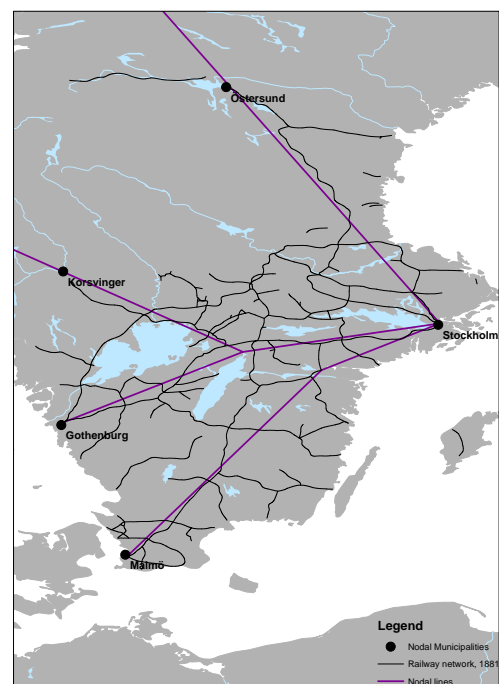 Östersund
Korsvinger
Stockholm
Gothenburg
Malmö
Legend
Nodal Municipalities
Railway network, 1881
Nodal lines